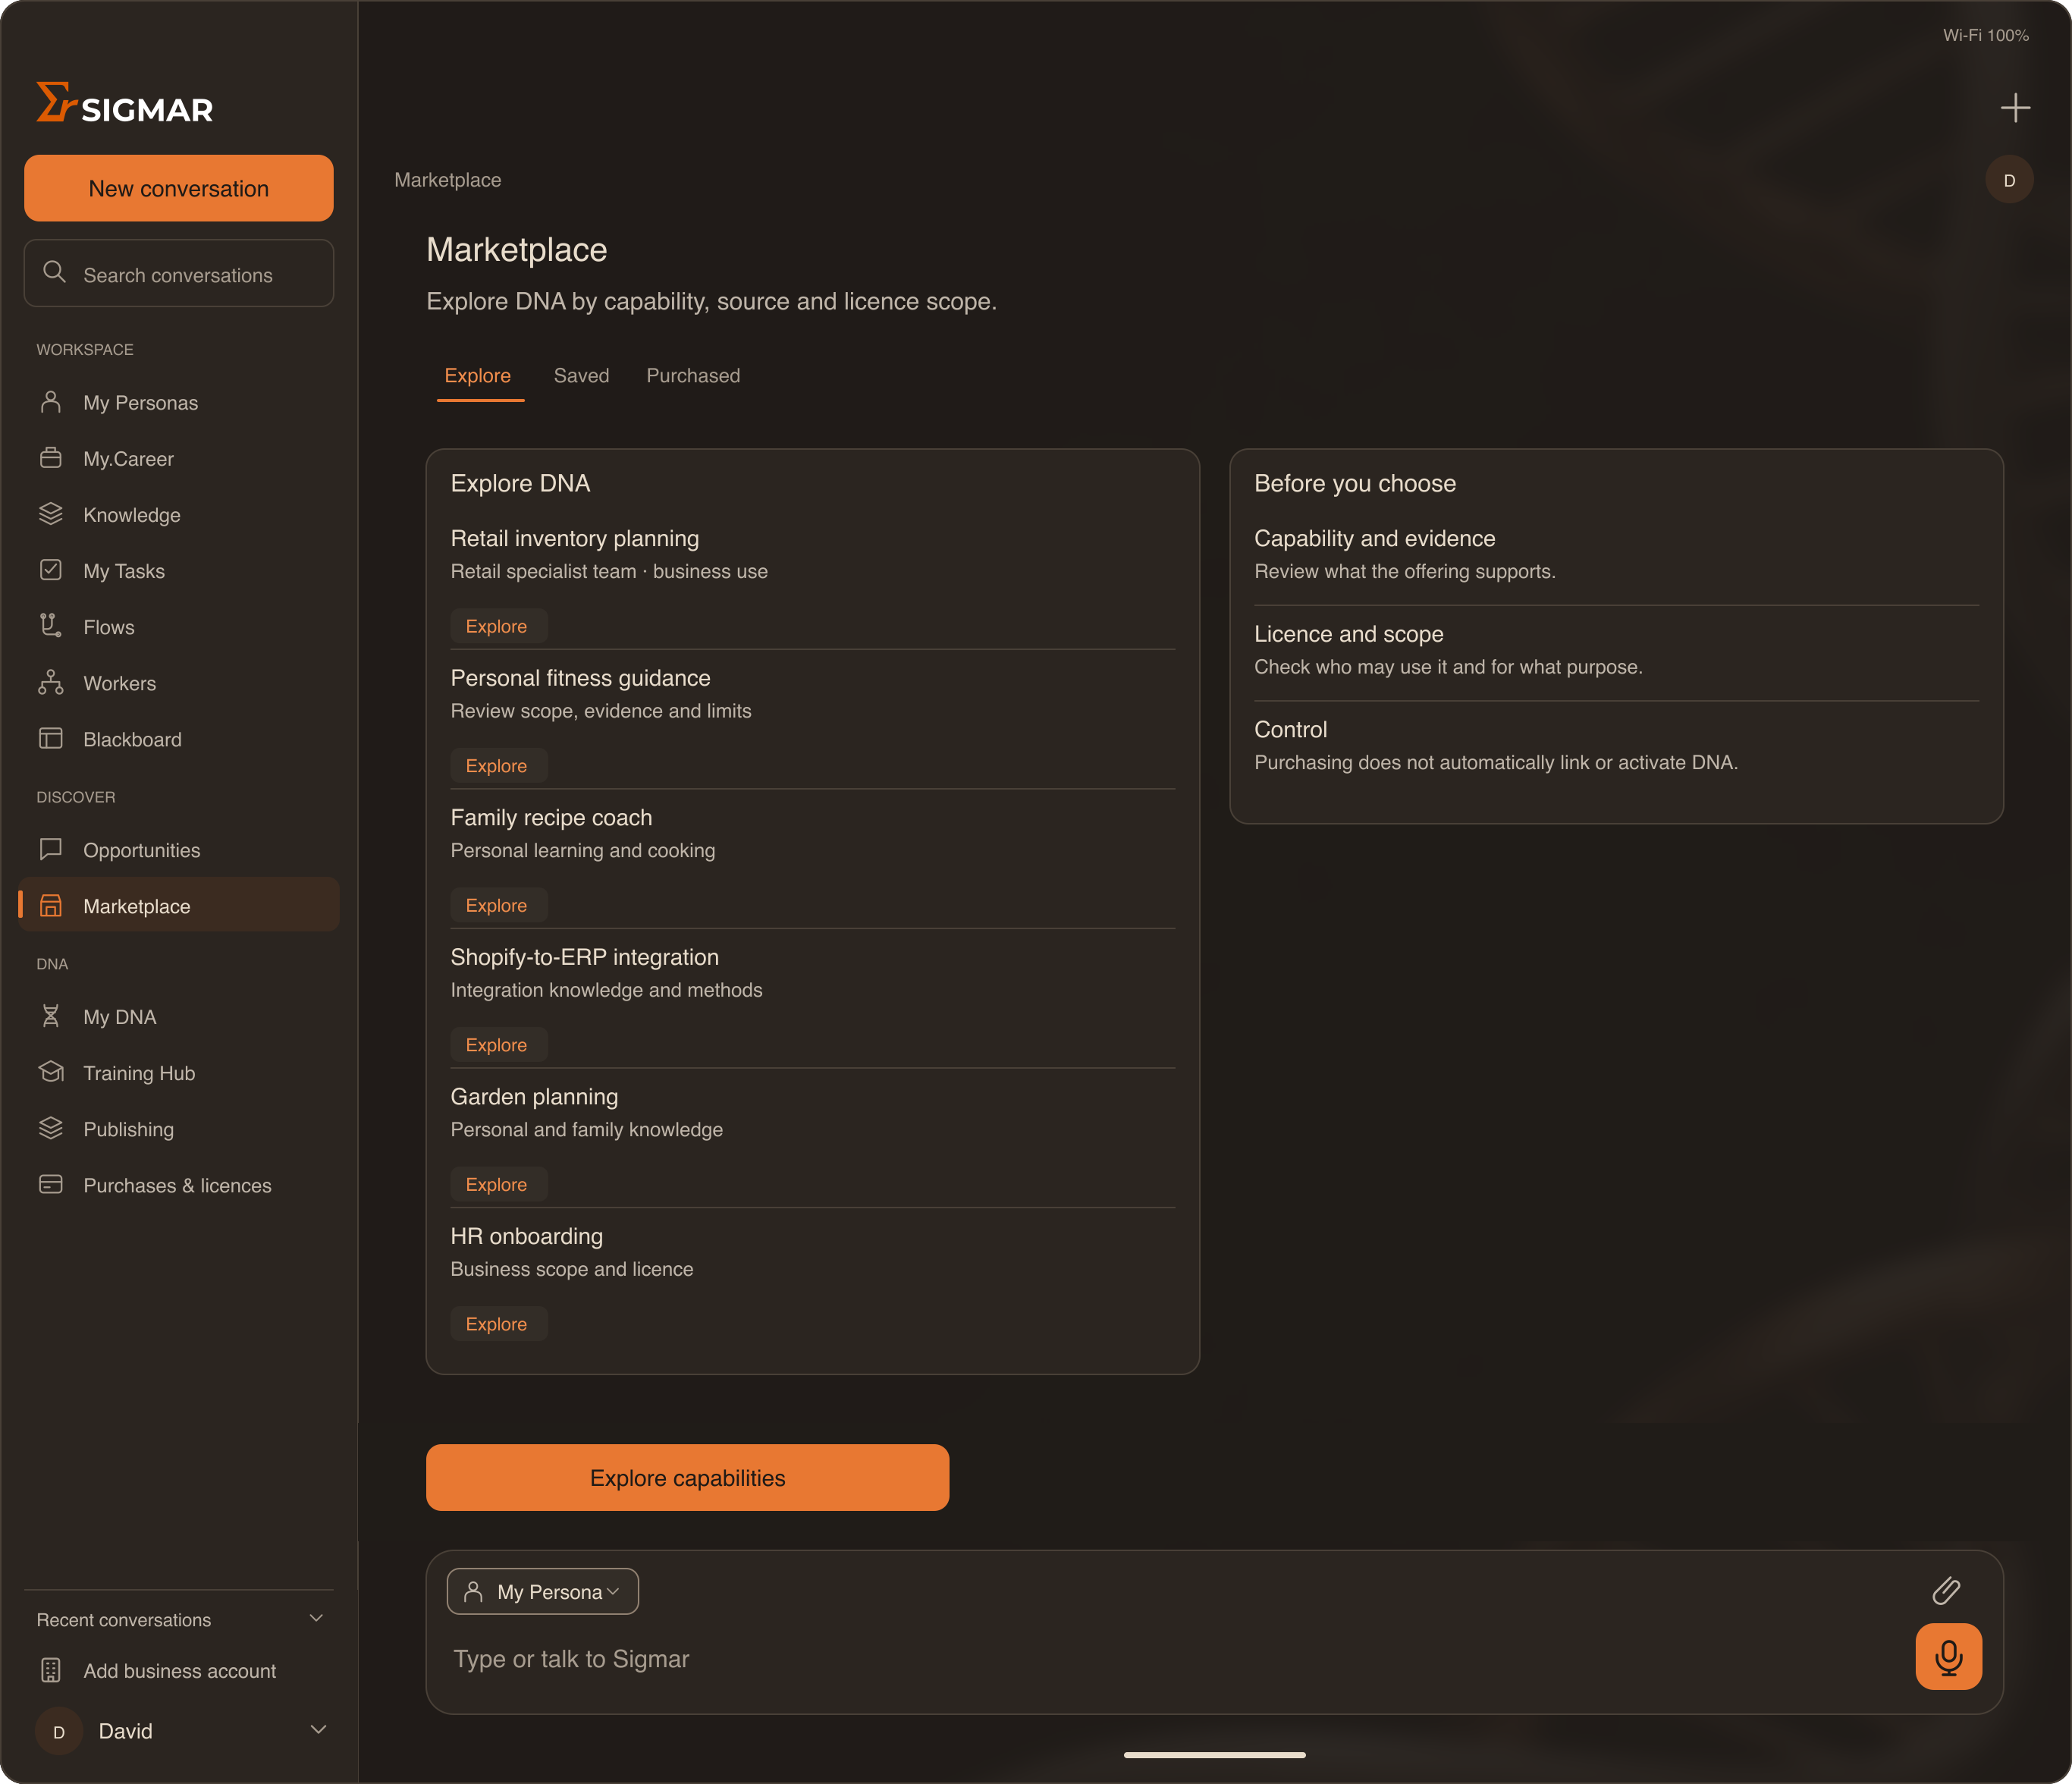 Wi-Fi 100%
Σr SIGMAR
New conversation
Search conversations
WORKSPACE
My Personas
My.Career
Knowledge
My Tasks
Flows
Workers
Blackboard
DISCOVER
Opportunities
Marketplace
DNA
My DNA
Training Hub
Publishing
Purchases & licences
Recent conversations
Add business account
D
David
Marketplace
D
Marketplace
Explore DNA by capability, source and licence scope.
Explore
Saved
Purchased
Explore DNA
Retail inventory planning
Retail specialist team · business use
Explore
Personal fitness guidance
Review scope, evidence and limits
Explore
Family recipe coach
Personal learning and cooking
Explore
Shopify-to-ERP integration
Integration knowledge and methods
Explore
Garden planning
Personal and family knowledge
Explore
HR onboarding
Business scope and licence
Explore
Before you choose
Capability and evidence
Review what the offering supports.
Licence and scope
Check who may use it and for what purpose.
Control
Purchasing does not automatically link or activate DNA.
Explore capabilities
My Persona
Type or talk to Sigmar